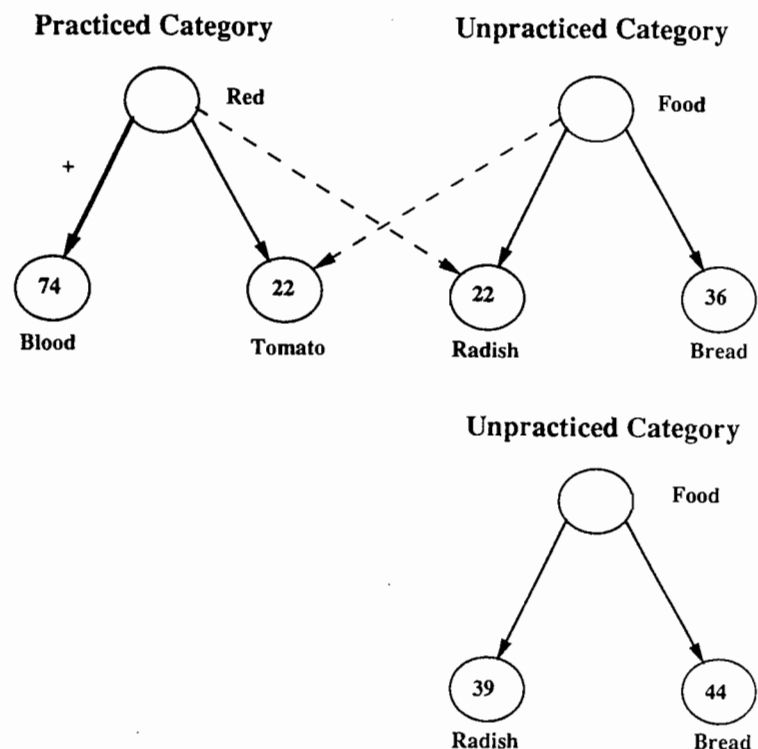 Practiced Category
Unpracticed Category
Red
Food
+
74
22
22
36
Blood
Tomato
Radish
Bread
Unpracticed Category
Food
39
44
Radish
Bread